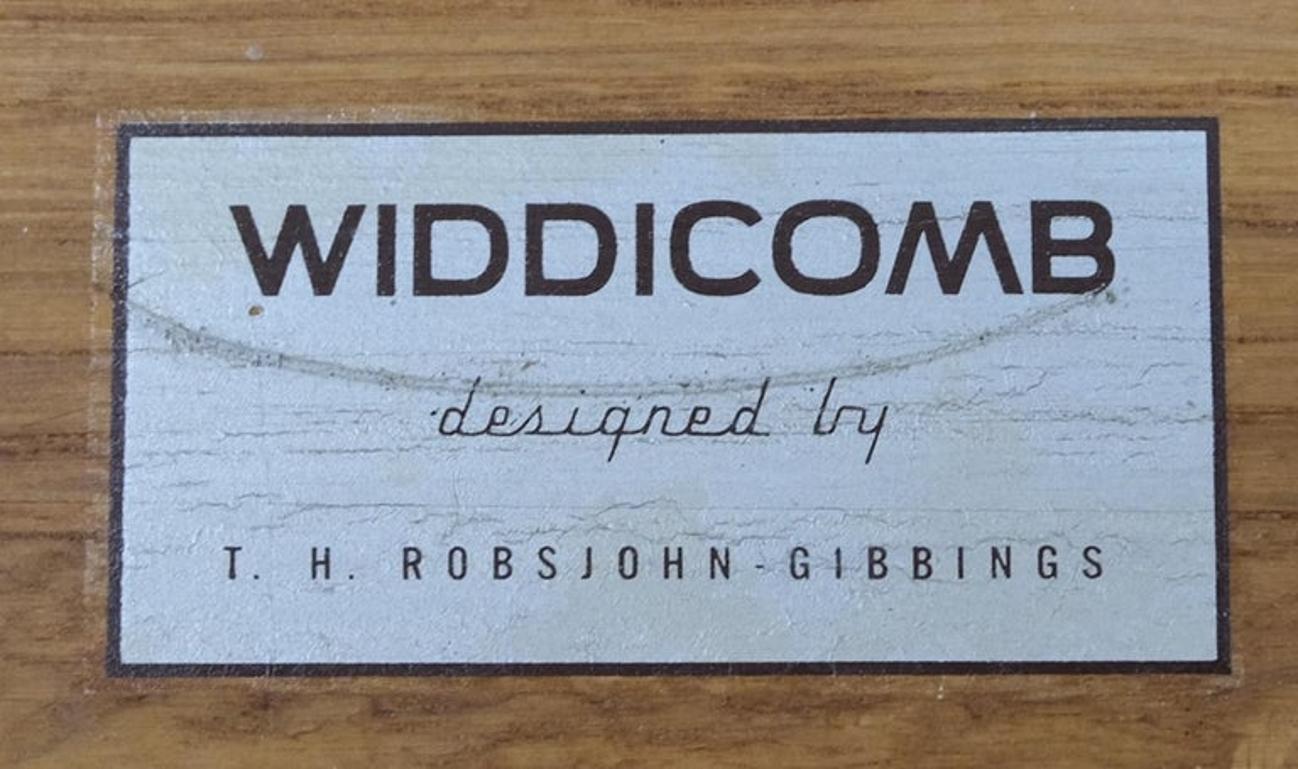 WIDDICOMB
designed by
T. H. ROBSJOHN-GIBBINGS